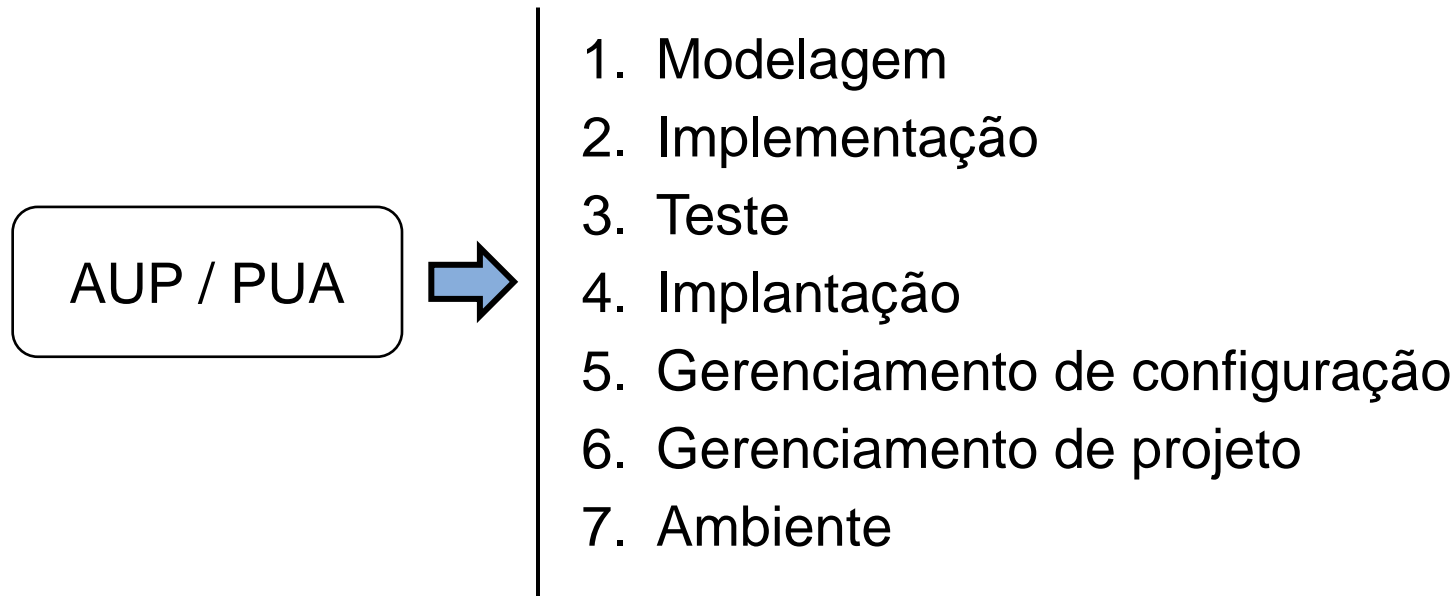 AUP / PUA
1. Modelagem
2. Implementação
3. Teste
4. Implantação
5. Gerenciamento de configuração
6. Gerenciamento de projeto
7. Ambiente